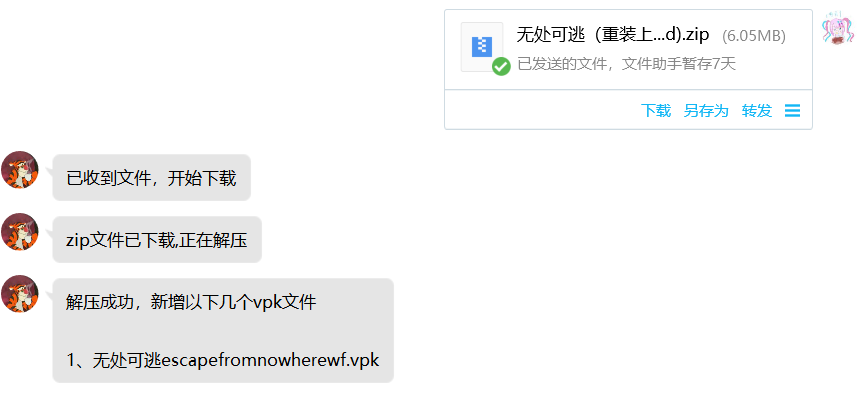 无处可逃（重装上...d).zip (6.05MB)
已发送的文件，文件助手暂存7天
下载 另存为 转发
已收到文件，开始下载
zip文件已下载,正在解压
解压成功，新增以下几个vpk文件
1、无处可逃escapefromnowherewf.vpk